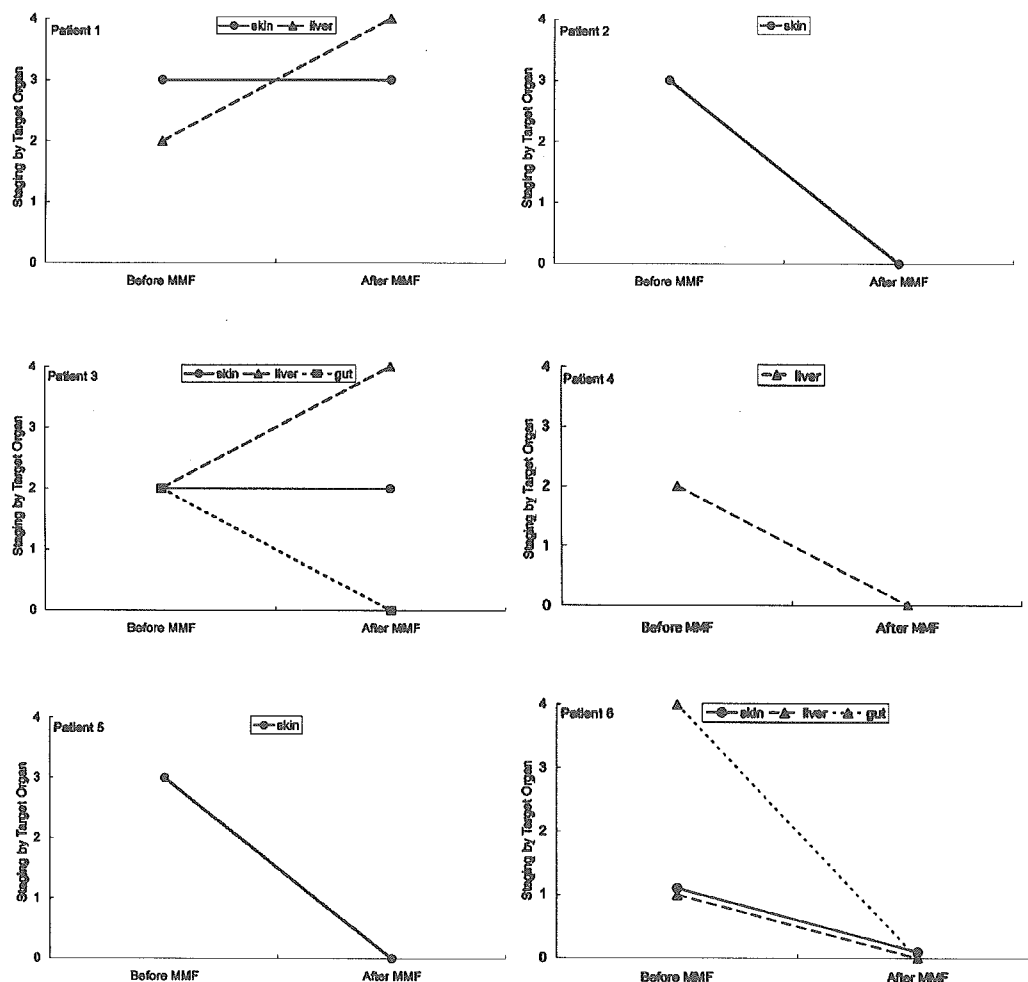 Patient 1
skin liver
Staging by Target Organ
4
3
2
1
0
Before MMF After MMF
Patient 2
skin
Staging by Target Organ
4
3
2
1
0
Before MMF After MMF
Patient 3
skin liver gut
Staging by Target Organ
4
3
2
1
0
Before MMF After MMF
Patient 4
liver
Staging by Target Organ
4
3
2
1
0
Before MMF After MMF
Patient 5
skin
Staging by Target Organ
4
3
2
1
0
Before MMF After MMF
Patient 6
skin liver gut
Staging by Target Organ
4
3
2
1
0
Before MMF After MMF